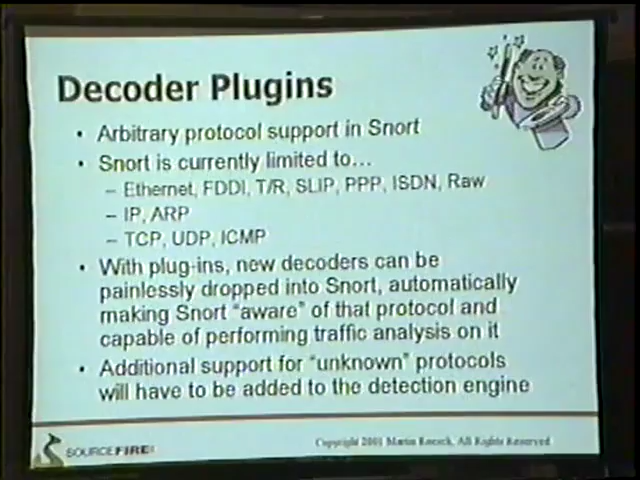 Decoder Plugins
• Arbitrary protocol support in Snort
• Snort is currently limited to...
– Ethernet, FDDI, T/R, SLIP, PPP, ISDN, Raw
– IP, ARP
– TCP, UDP, ICMP
• With plug-ins, new decoders can be
painlessly dropped into Snort, automatically
making Snort "aware" of that protocol and
capable of performing traffic analysis on it
• Additional support for "unknown" protocols
will have to be added to the detection engine
SOURCEFIRE
Copyright 2001 Martin Roesch, All Rights Reserved